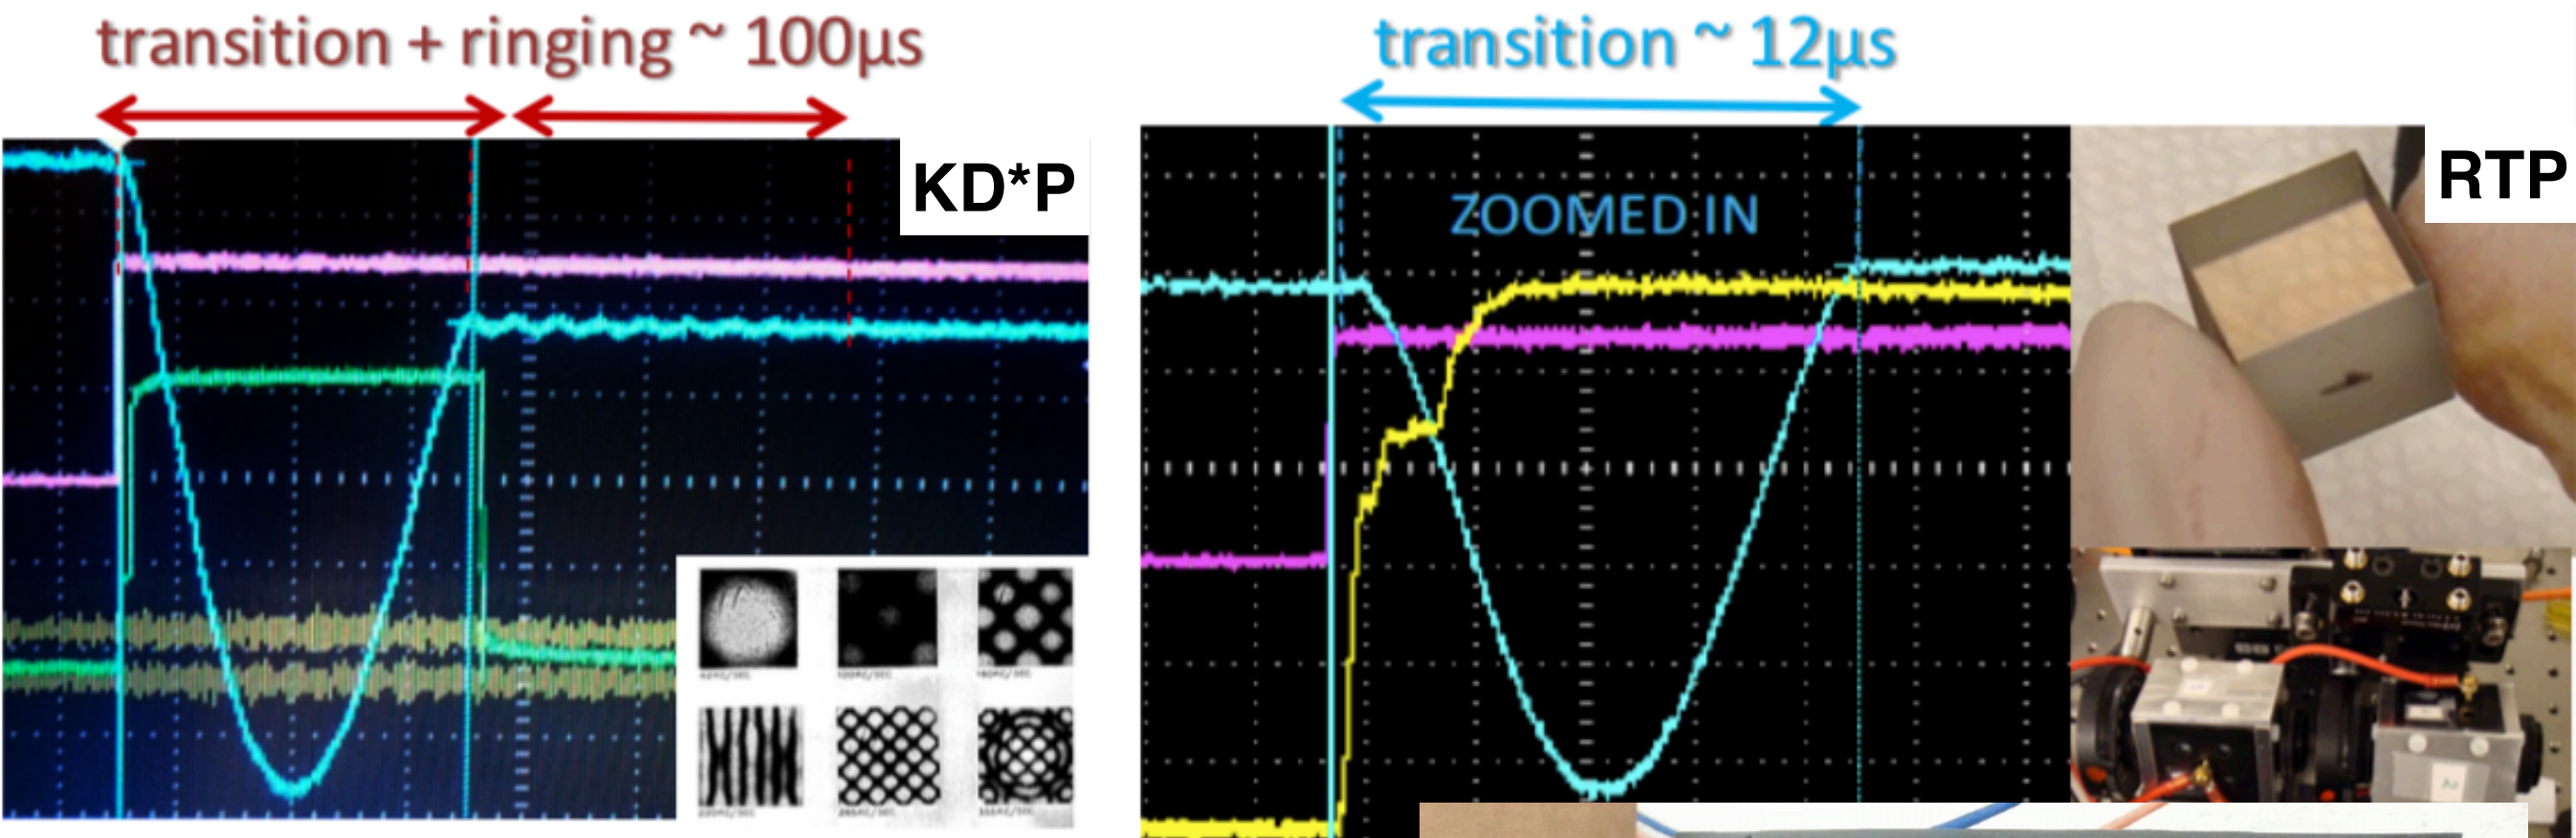 transition + ringing ~ 100µs
transition ~ 12µs
KD*P
RTP
ZOOMED IN